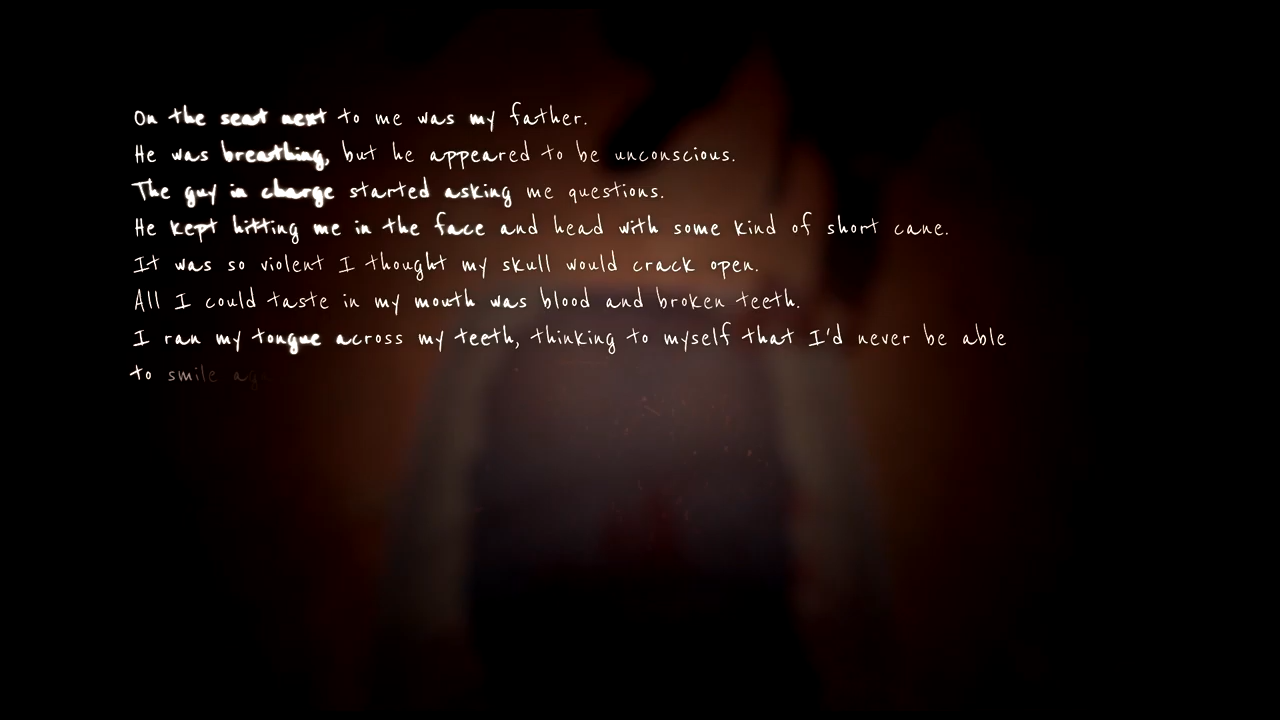 On the seat next to me was my father.
He was breathing, but he appeared to be unconscious.
The guy in charge started asking me questions.
He kept hitting me in the face and head with some kind of short cane.
It was so violent I thought my skull would crack open.
All I could taste in my mouth was blood and broken teeth.
I ran my tongue across my teeth, thinking to myself that I'd never be able
to smile aga